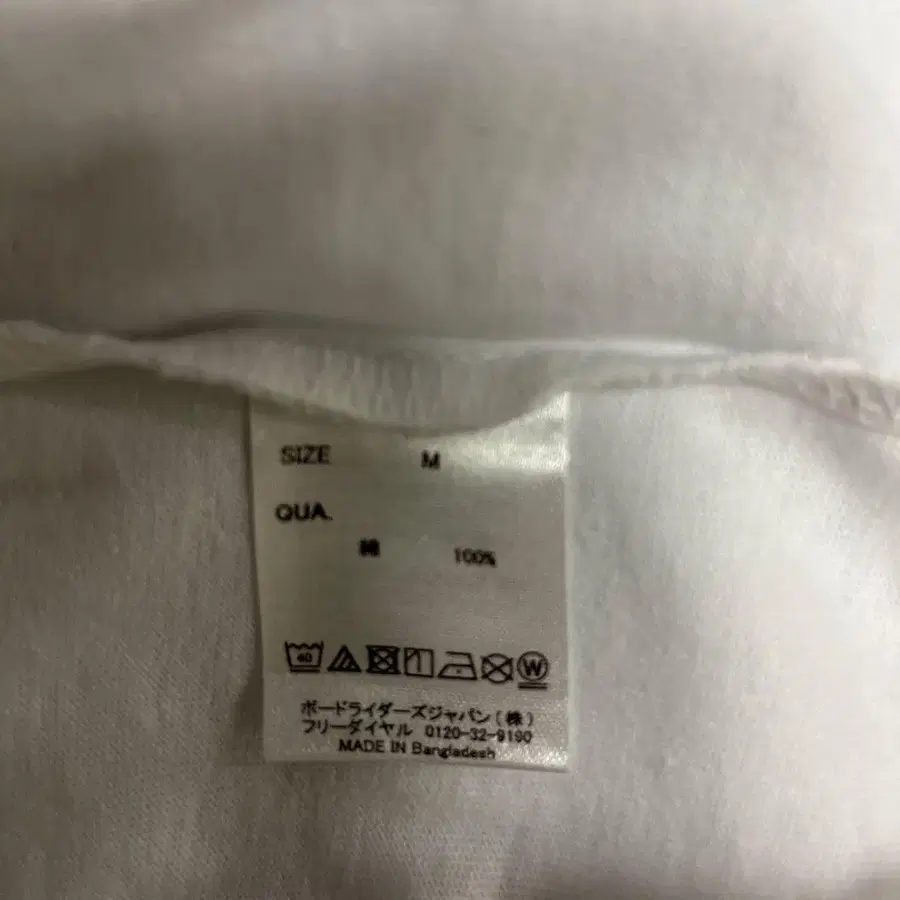 SIZE M
QUA.
綿 100%
40 W
ボードライダーズジャパン(株)
フリーダイヤル 0120-32-9190
MADE IN Bangladesh